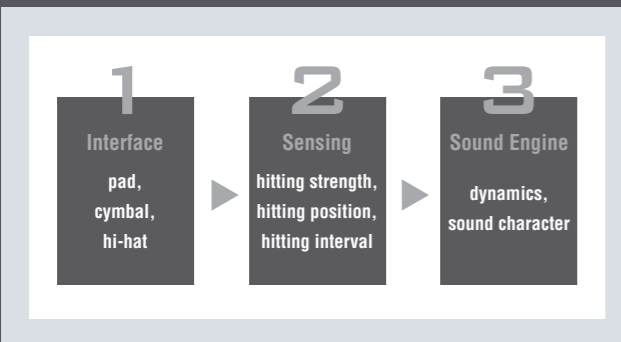 1
Interface
pad,
cymbal,
hi-hat
2
Sensing
hitting strength,
hitting position,
hitting interval
3
Sound Engine
dynamics,
sound character